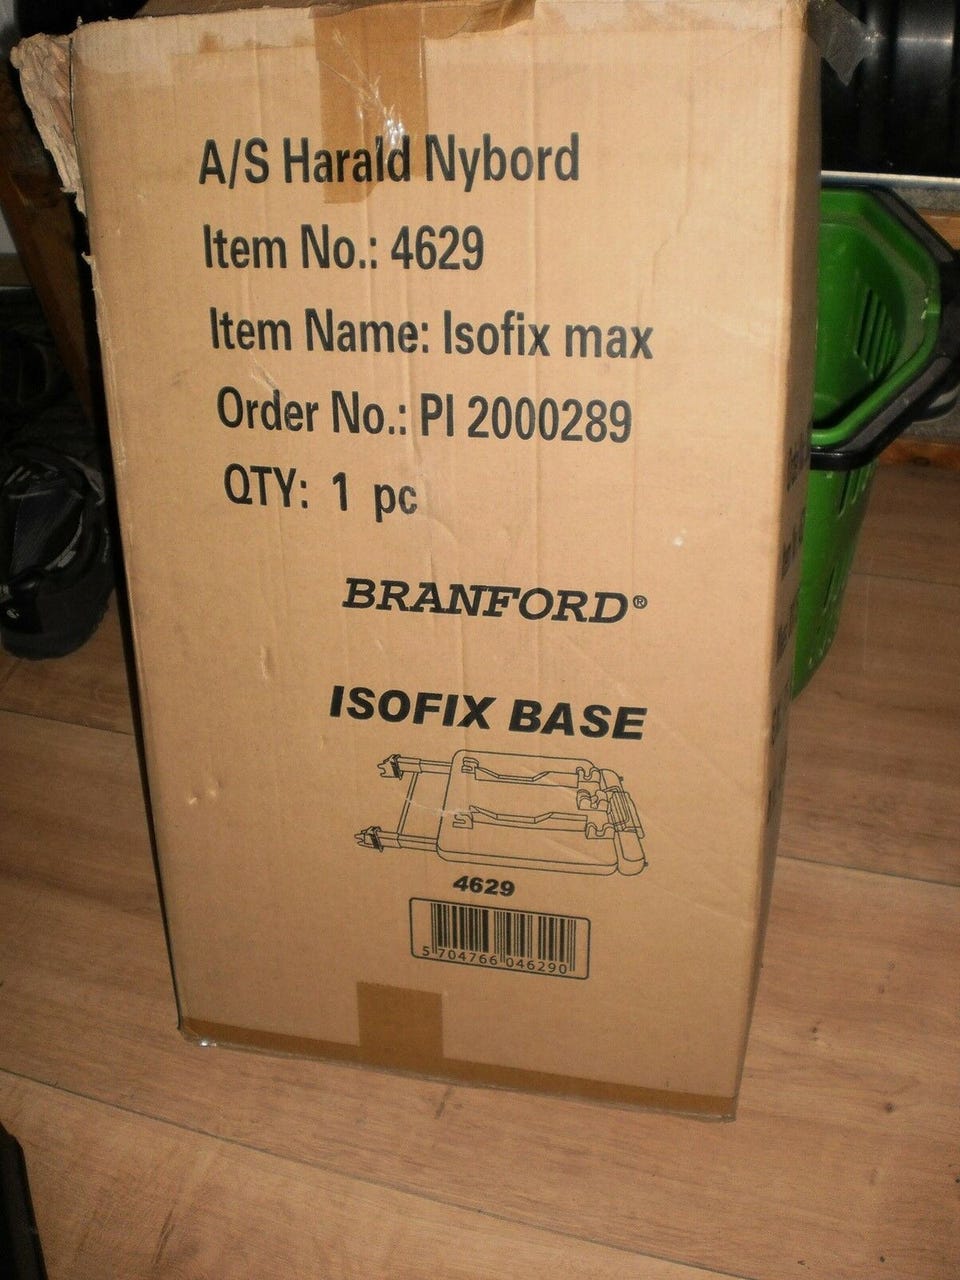 A/S Harald Nybord
Item No.: 4629
Item Name: Isofix max
Order No.: PI 2000289
QTY: 1 pc
BRANFORD®
ISOFIX BASE
4629
5 704766 046290